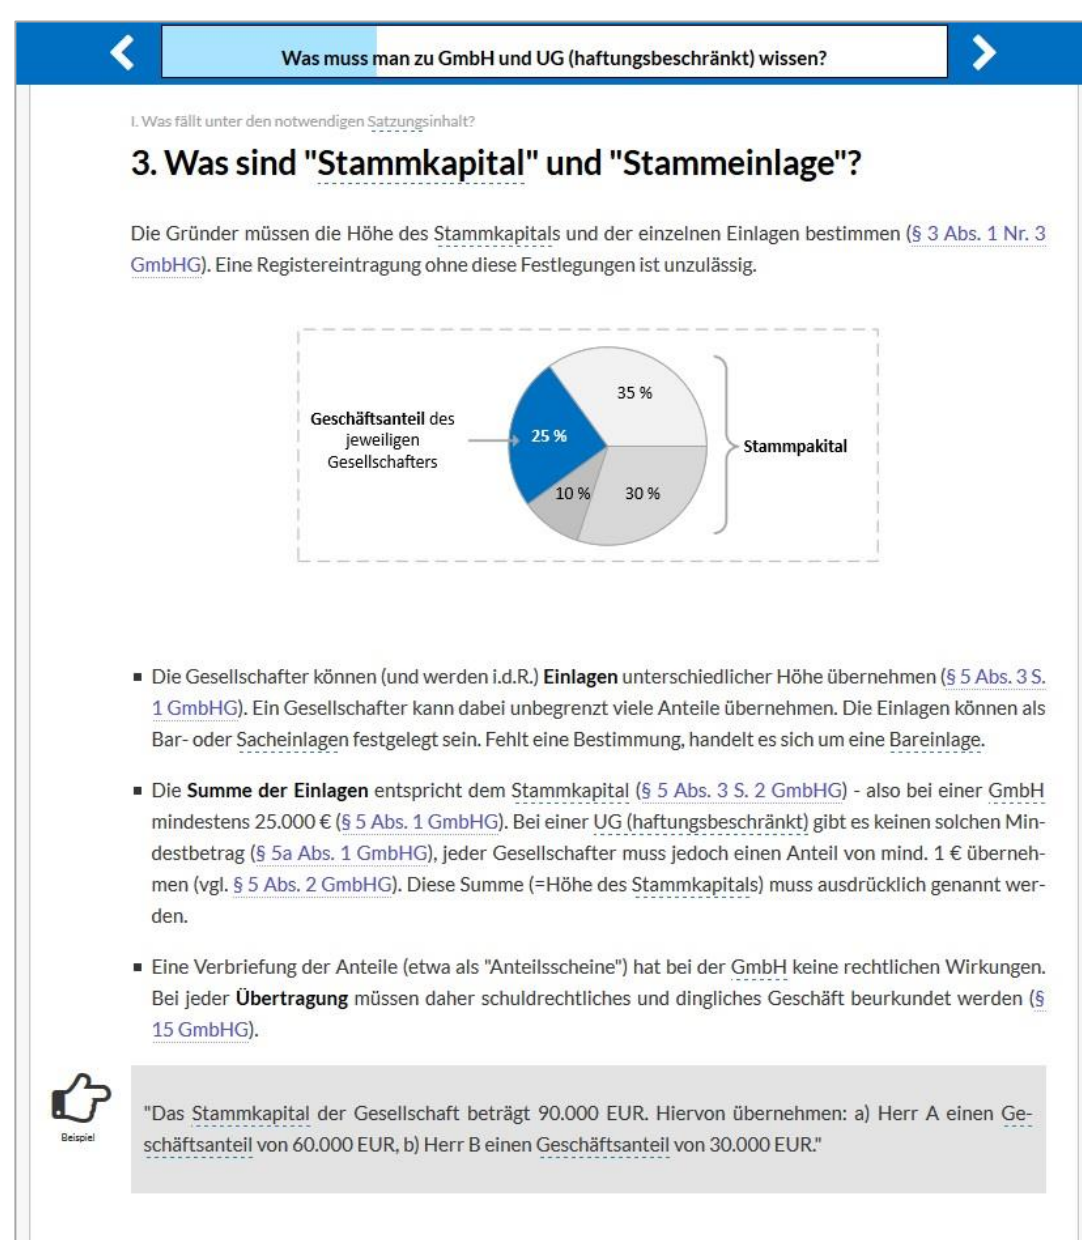 Was muss man zu GmbH und UG (haftungsbeschränkt) wissen?
I. Was fällt unter den notwendigen Satzungsinhalt?
3. Was sind "Stammkapital" und "Stammeinlage"?
Die Gründer müssen die Höhe des Stammkapitals und der einzelnen Einlagen bestimmen (§ 3 Abs. 1 Nr. 3
GmbHG). Eine Registereintragung ohne diese Festlegungen ist unzulässig.
35 %
Geschäftsanteil des
jeweiligen
Gesellschafters
25 %
Stammpakital
10 %
30 %
Die Gesellschafter können (und werden i.d.R.) Einlagen unterschiedlicher Höhe übernehmen (§ 5 Abs. 3 S.
1 GmbHG). Ein Gesellschafter kann dabei unbegrenzt viele Anteile übernehmen. Die Einlagen können als
Bar- oder Sacheinlagen festgelegt sein. Fehlt eine Bestimmung, handelt es sich um eine Bareinlage.
Die Summe der Einlagen entspricht dem Stammkapital (§ 5 Abs. 3 S. 2 GmbHG) - also bei einer GmbH
mindestens 25.000 € (§ 5 Abs. 1 GmbHG). Bei einer UG (haftungsbeschränkt) gibt es keinen solchen Min-
destbetrag (§ 5a Abs. 1 GmbHG), jeder Gesellschafter muss jedoch einen Anteil von mind. 1 € überneh-
men (vgl. § 5 Abs. 2 GmbHG). Diese Summe (=Höhe des Stammkapitals) muss ausdrücklich genannt wer-
den.
Eine Verbriefung der Anteile (etwa als "Anteilsscheine") hat bei der GmbH keine rechtlichen Wirkungen.
Bei jeder Übertragung müssen daher schuldrechtliches und dingliches Geschäft beurkundet werden (§
15 GmbHG).
Beispiel
"Das Stammkapital der Gesellschaft beträgt 90.000 EUR. Hiervon übernehmen: a) Herr A einen Ge-
schäftsanteil von 60.000 EUR, b) Herr B einen Geschäftsanteil von 30.000 EUR."